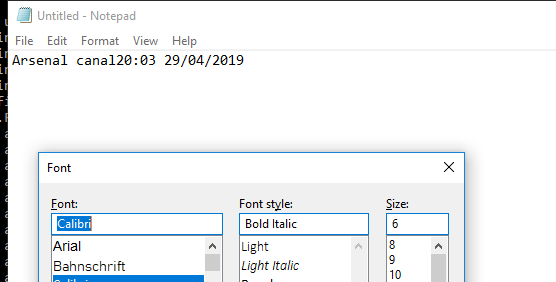 Untitled - Notepad
File Edit Format View Help
Arsenal canal20:03 29/04/2019
Font
Font: Font style: Size:
Calibri Bold Italic 6
Arial Light 8
Bahnschrift Light Italic 9
10